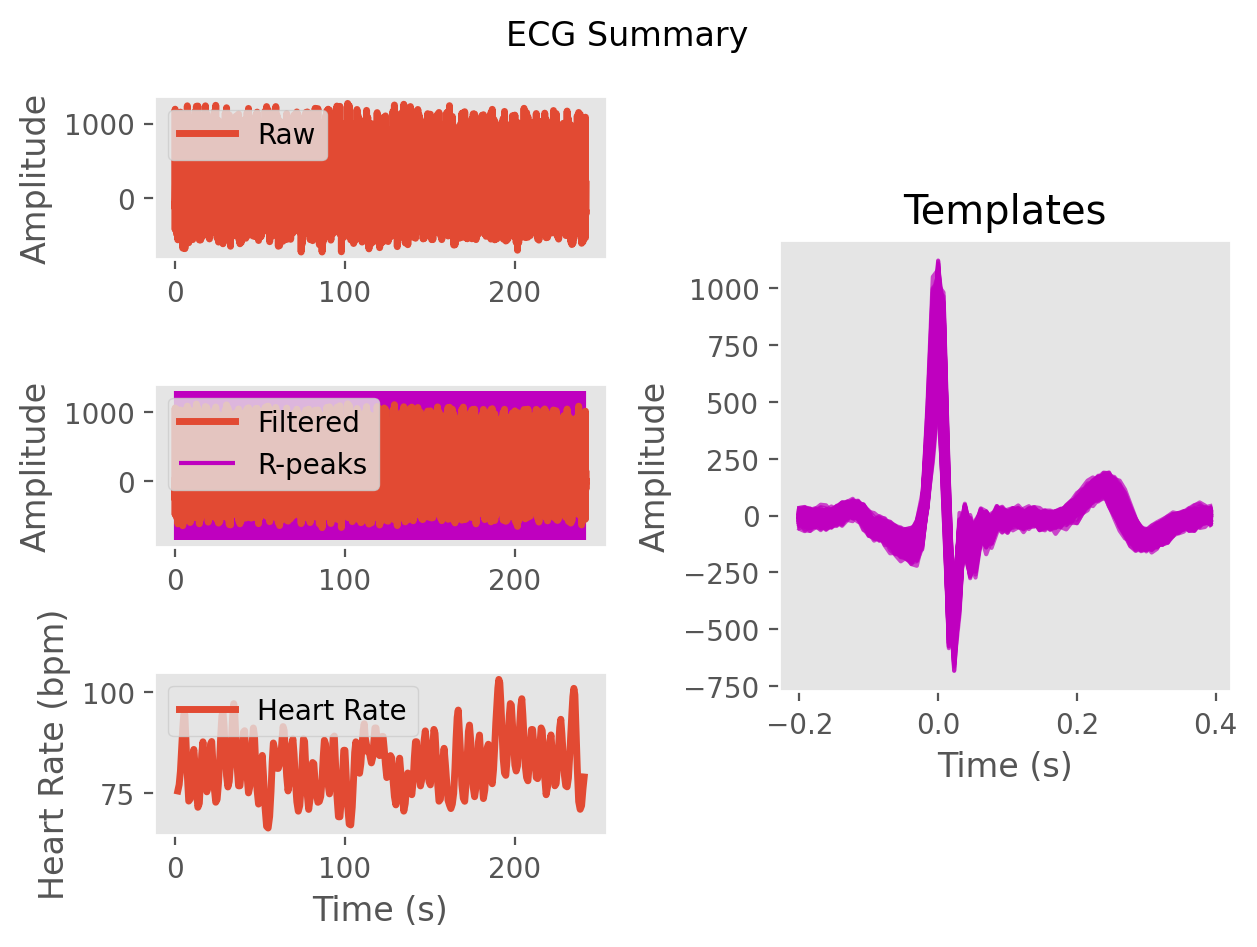 ECG Summary
Amplitude
1000
0
Raw
0 100 200
Amplitude
1000
0
Filtered
R-peaks
0 100 200
Heart Rate (bpm)
100
75
Heart Rate
0 100 200
Time (s)
Templates
Amplitude
1000
750
500
250
0
−250
−500
−750
−0.2 0.0 0.2 0.4
Time (s)